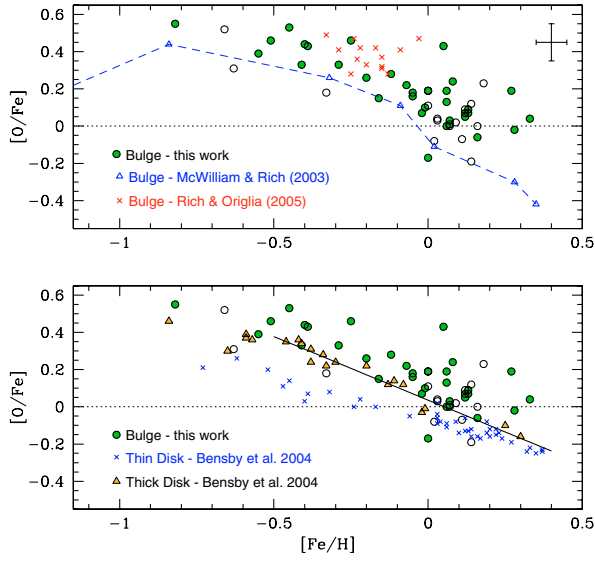 [O/Fe]
0.6
0.4
0.2
0
−0.2
−0.4
Bulge - this work
Bulge - McWilliam & Rich (2003)
Bulge - Rich & Origlia (2005)
−1
−0.5
0
0.5
[O/Fe]
0.6
0.4
0.2
0
−0.2
−0.4
Bulge - this work
Thin Disk - Bensby et al. 2004
Thick Disk - Bensby et al. 2004
−1
−0.5
0
0.5
[Fe/H]